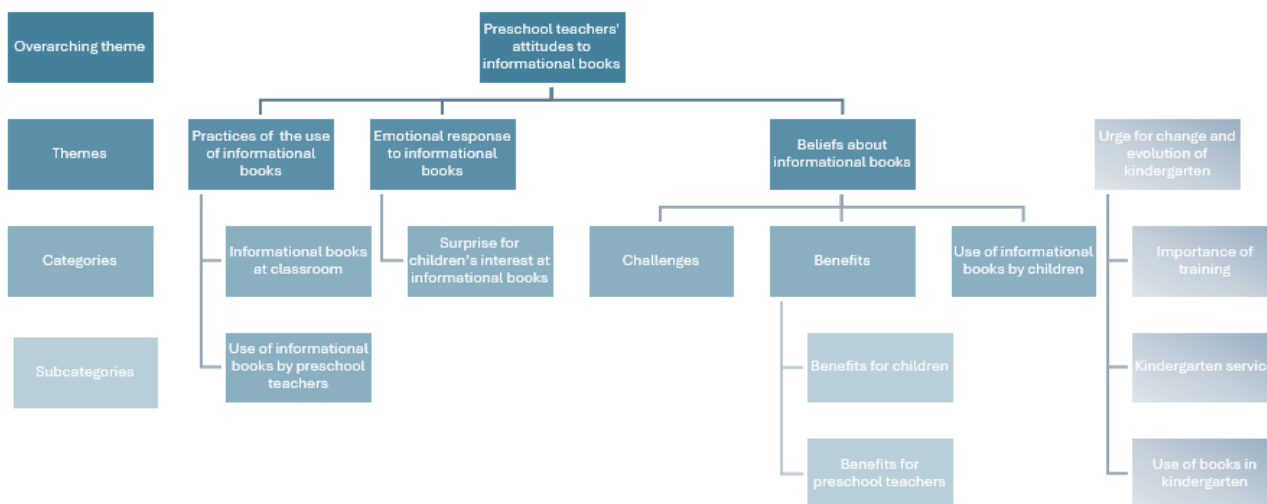 Preschool teachers'
attitudes to
informational books
Overarching theme
Themes
Practices of the use
of informational
books
Emotional response
to informational
books
Beliefs about
informational books
Urge for change and
evolution of
kindergarten
Categories
Informational books
at classroom
Surprise for
children's interest at
informational books
Challenges
Benefits
Use of informational
books by children
Importance of
training
Subcategories
Use of informational
books by preschool
teachers
Benefits for children
Kindergarten service
Benefits for
preschool teachers
Use of books in
kindergarten